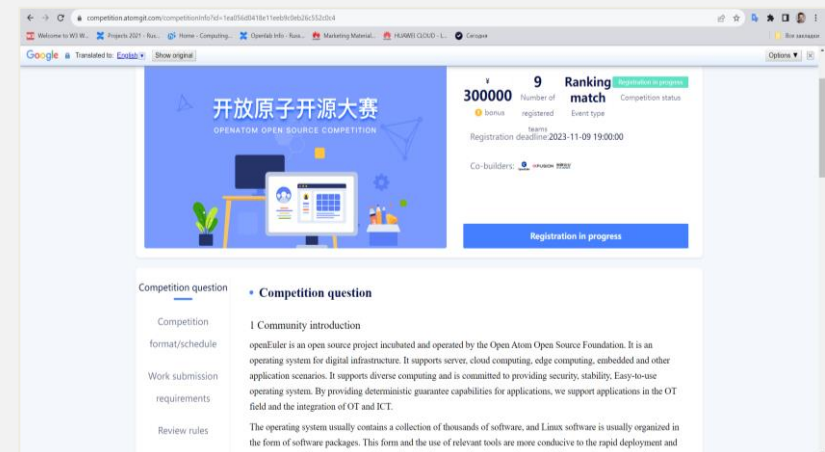 competition.atomgit.com/competitionInfo?id=1ea056d0418e11eeb9c0eb26c552c0c4
Welcome to W3 W... Projects 2021 - Rus... Home - Computing... Openlab Info - Russ... Marketing Material... HUAWEI CLOUD - L... Сегодня Все закладки
Google Translated to: English Show original Options ▼
开放原子开源大赛
OPENATOM OPEN SOURCE COMPETITION
¥ 300000 bonus
9 Number of registered teams
Ranking match Event type
Registration in progress
Competition status
Registration deadline:2023-11-09 19:00:00
Co-builders:
Registration in progress
Competition question
Competition format/schedule
Work submission requirements
Review rules
• Competition question
1 Community introduction
openEuler is an open source project incubated and operated by the Open Atom Open Source Foundation. It is an
operating system for digital infrastructure. It supports server, cloud computing, edge computing, embedded and other
application scenarios. It supports diverse computing and is committed to providing security, stability, Easy-to-use
operating system. By providing deterministic guarantee capabilities for applications, we support applications in the OT
field and the integration of OT and ICT.
The operating system usually contains a collection of thousands of software, and Linux software is usually organized in
the form of software packages. This form and the use of relevant tools are more conducive to the rapid deployment and